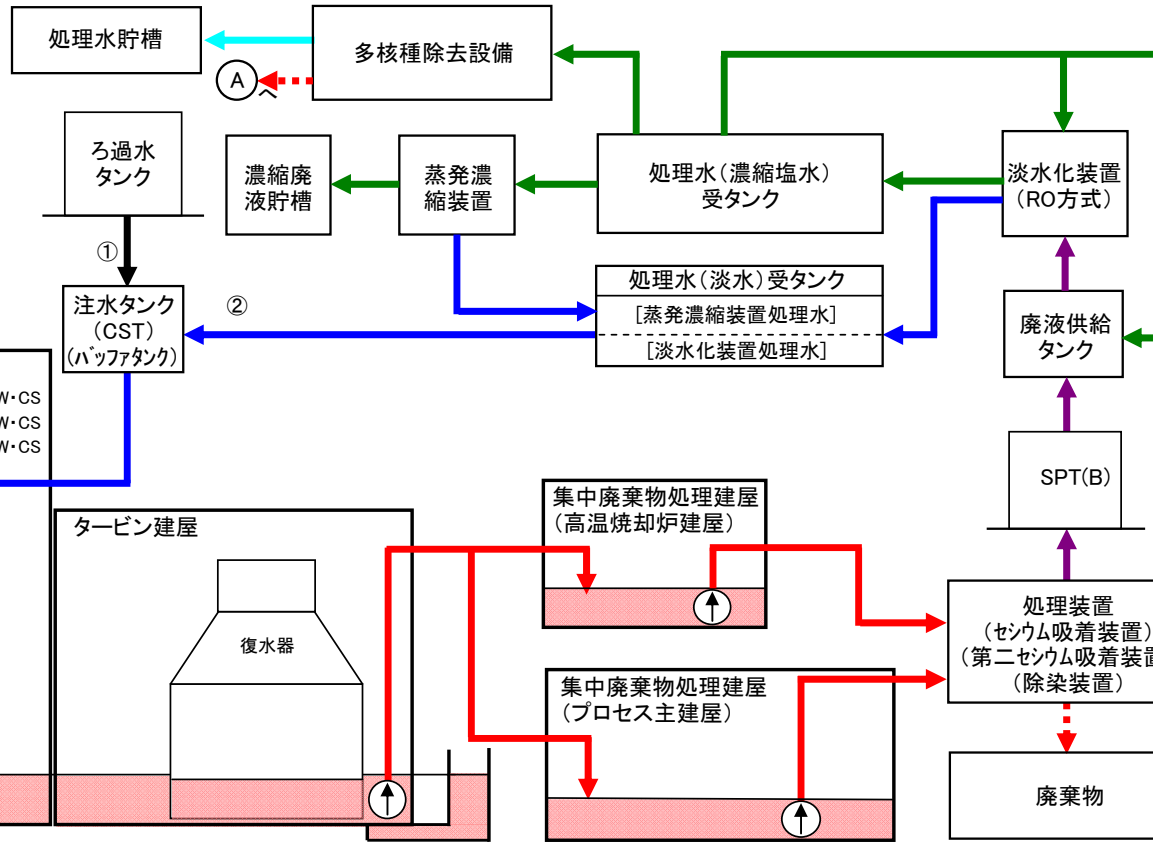 処理水貯槽
多核種除去設備
A
へ
ろ過水
タンク
濃縮廃
液貯槽
蒸発濃
縮装置
処理水(濃縮塩水)
受タンク
淡水化装置
(RO方式)
①
注水タンク
(CST)
(バッファタンク)
②
処理水(淡水)受タンク
[蒸発濃縮装置処理水]
[淡水化装置処理水]
廃液供給
タンク
W・CS
W・CS
W・CS
SPT(B)
タービン建屋
復水器
集中廃棄物処理建屋
(高温焼却炉建屋)
集中廃棄物処理建屋
(プロセス主建屋)
処理装置
(セシウム吸着装置)
(第二セシウム吸着装置
(除染装置)
廃棄物